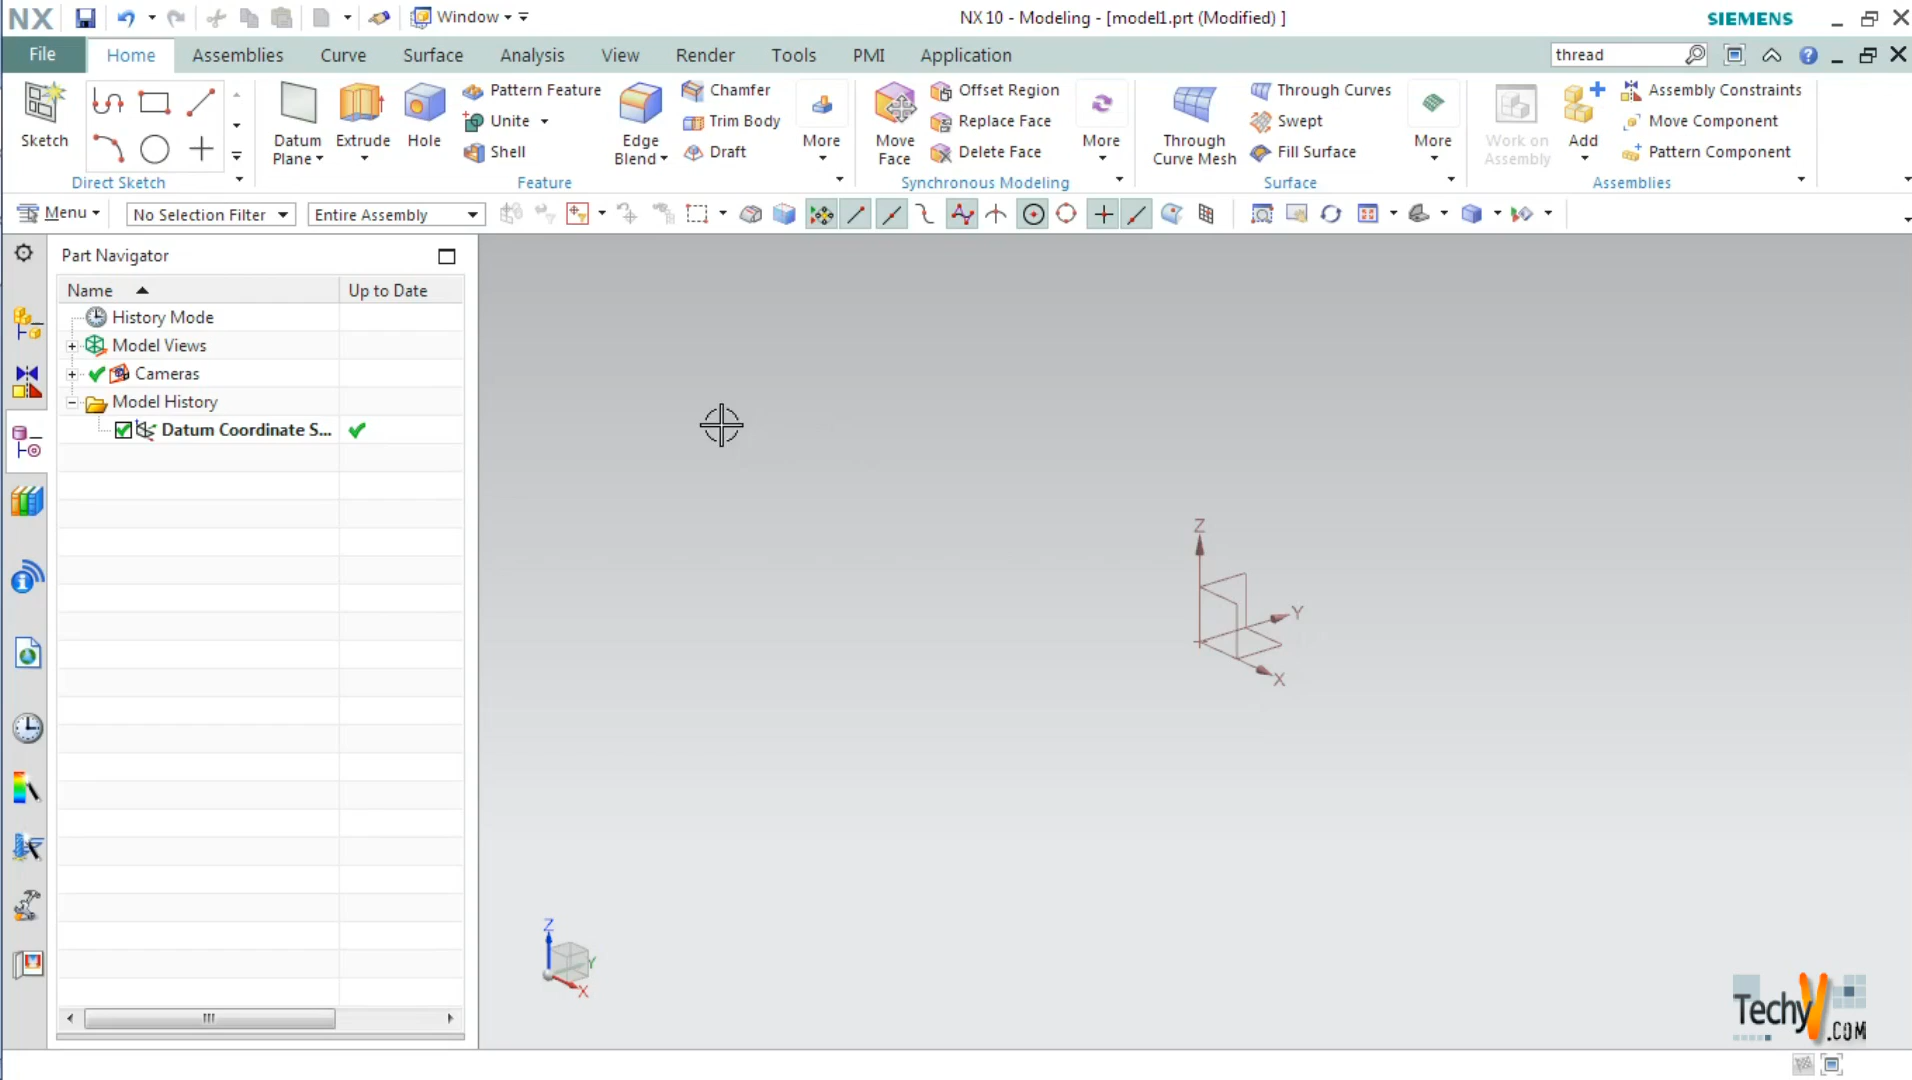 NX Window NX 10 - Modeling - [model1.prt (Modified) ] SIEMENS
File Home Assemblies Curve Surface Analysis View Render Tools PMI Application thread
Sketch
Direct Sketch
Datum Plane
Extrude
Hole
Pattern Feature
Unite
Shell
Edge Blend
Chamfer
Trim Body
Draft
More
Feature
Move Face
Offset Region
Replace Face
Delete Face
More
Synchronous Modeling
Through Curve Mesh
Through Curves
Swept
Fill Surface
More
Surface
Work on Assembly
Add
Assembly Constraints
Move Component
Pattern Component
Assemblies
Menu No Selection Filter Entire Assembly
Part Navigator
Name Up to Date
History Mode
Model Views
Cameras
Model History
Datum Coordinate S...
Z
Y
X
Z
Y
X
TechyV
.COM